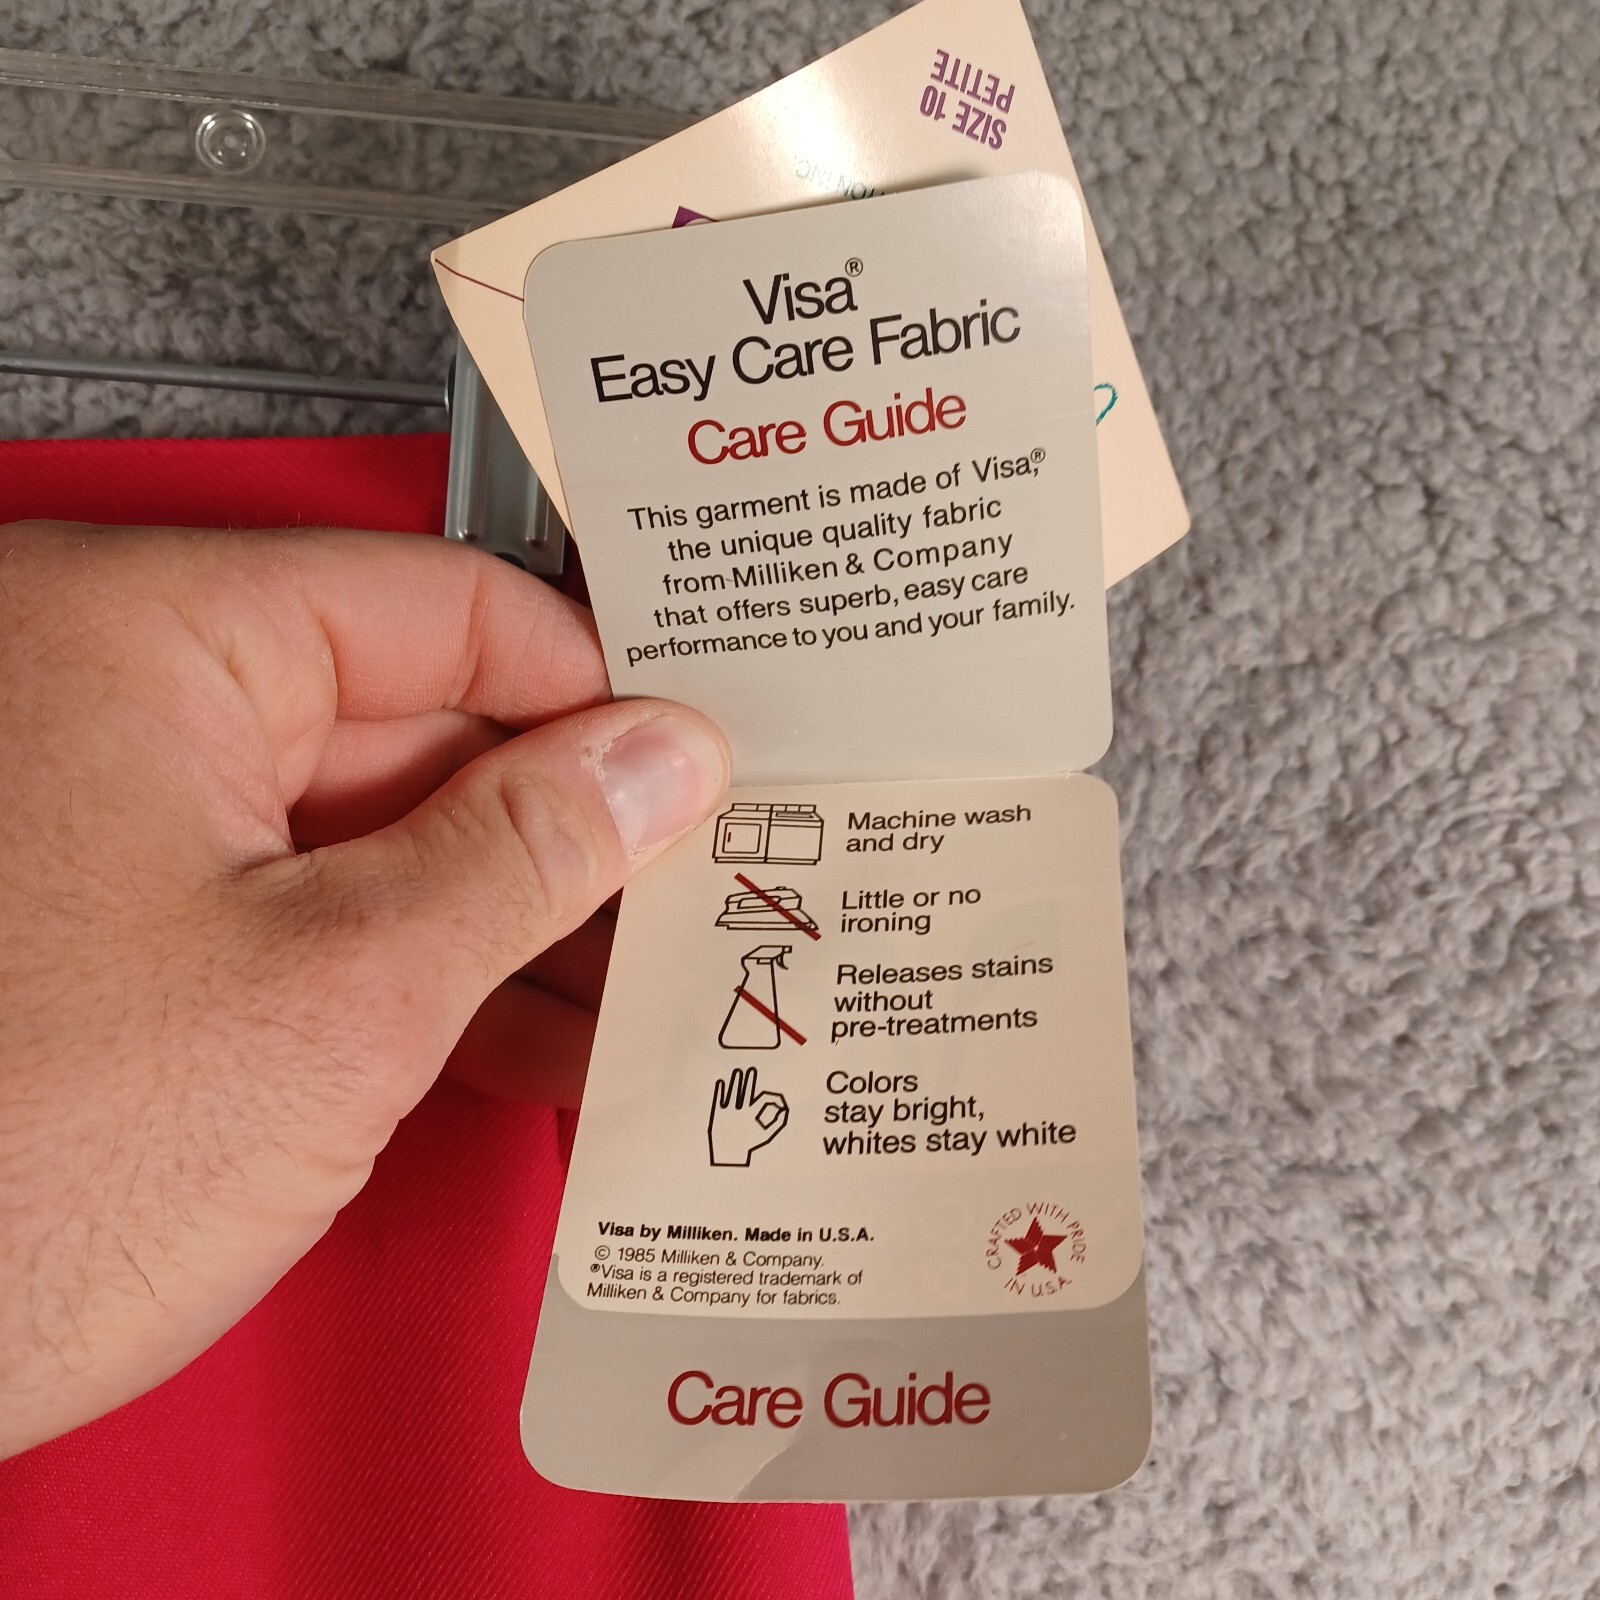 SIZE 10
PETITE
Visa®
Easy Care Fabric
Care Guide
This garment is made of Visa,®
the unique quality fabric
from Milliken & Company
that offers superb, easy care
performance to you and your family.
Machine wash
and dry
Little or no
ironing
Releases stains
without
pre-treatments
Colors
stay bright,
whites stay white
Visa by Milliken. Made in U.S.A.
© 1985 Milliken & Company.
®Visa is a registered trademark of
Milliken & Company for fabrics.
CRAFTED WITH PRIDE
IN U.S.A.
Care Guide